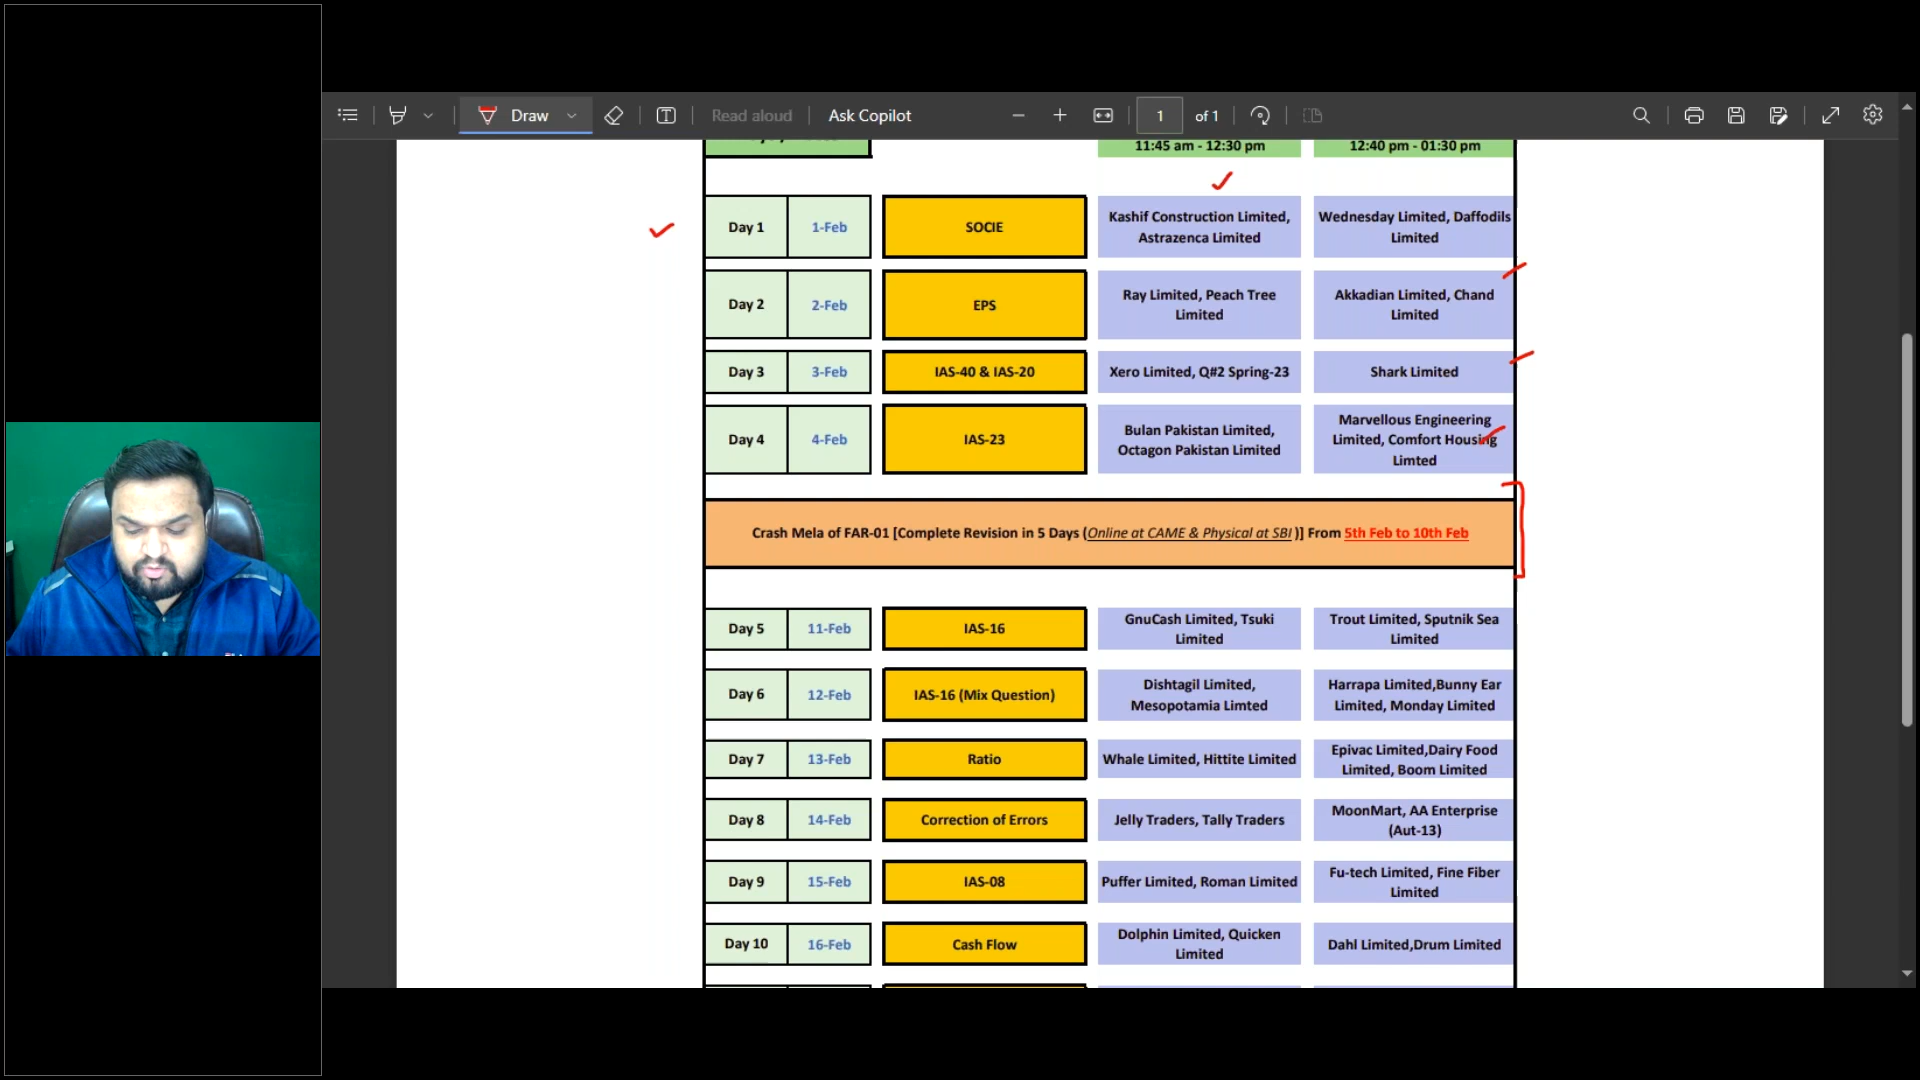 Draw
Read aloud
Ask Copilot
1
of 1
11:45 am - 12:30 pm
12:40 pm - 01:30 pm
Day 1
1-Feb
SOCIE
Kashif Construction Limited,
Astrazenca Limited
Wednesday Limited, Daffodils
Limited
Day 2
2-Feb
EPS
Ray Limited, Peach Tree
Limited
Akkadian Limited, Chand
Limited
Day 3
3-Feb
IAS-40 & IAS-20
Xero Limited, Q#2 Spring-23
Shark Limited
Day 4
4-Feb
IAS-23
Bulan Pakistan Limited,
Octagon Pakistan Limited
Marvellous Engineering
Limited, Comfort Housing
Limted
Crash Mela of FAR-01 [Complete Revision in 5 Days (Online at CAME & Physical at SBI )] From 5th Feb to 10th Feb
Day 5
11-Feb
IAS-16
GnuCash Limited, Tsuki
Limited
Trout Limited, Sputnik Sea
Limited
Day 6
12-Feb
IAS-16 (Mix Question)
Dishtagil Limited,
Mesopotamia Limted
Harrapa Limited,Bunny Ear
Limited, Monday Limited
Day 7
13-Feb
Ratio
Whale Limited, Hittite Limited
Epivac Limited,Dairy Food
Limited, Boom Limited
Day 8
14-Feb
Correction of Errors
Jelly Traders, Tally Traders
MoonMart, AA Enterprise
(Aut-13)
Day 9
15-Feb
IAS-08
Puffer Limited, Roman Limited
Fu-tech Limited, Fine Fiber
Limited
Day 10
16-Feb
Cash Flow
Dolphin Limited, Quicken
Limited
Dahl Limited,Drum Limited